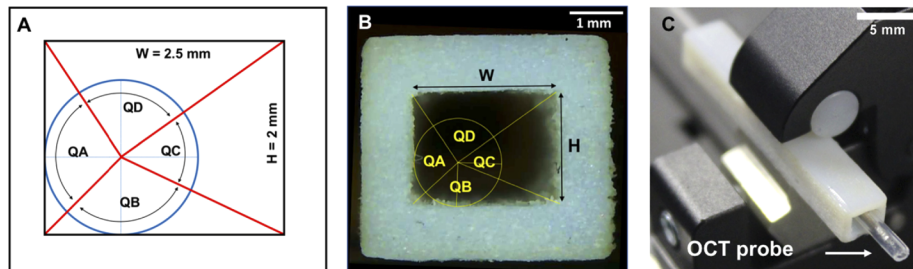 A
W = 2.5 mm
QD
QA
QC
QB
H = 2 mm
B
1 mm
W
QD
QA
QC
QB
H
C
5 mm
OCT probe